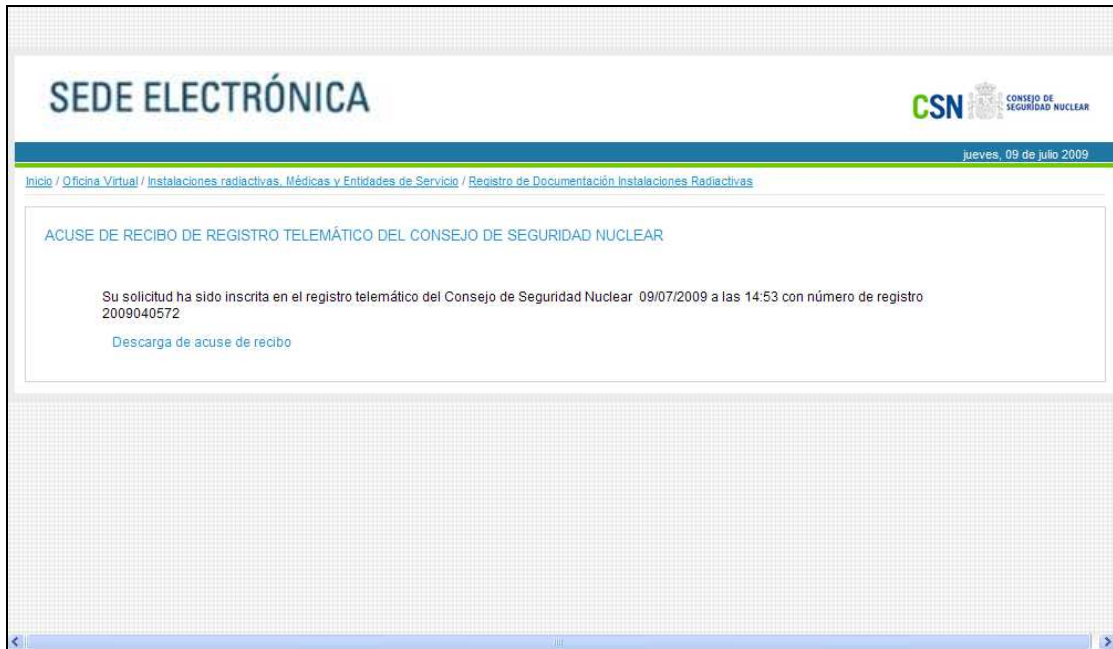 SEDE ELECTRÓNICA
CSN CONSEJO DE
SEGURIDAD NUCLEAR
jueves, 09 de julio 2009
Inicio / Oficina Virtual / Instalaciones radiactivas, Médicas y Entidades de Servicio / Registro de Documentación Instalaciones Radiactivas
ACUSE DE RECIBO DE REGISTRO TELEMÁTICO DEL CONSEJO DE SEGURIDAD NUCLEAR
Su solicitud ha sido inscrita en el registro telemático del Consejo de Seguridad Nuclear 09/07/2009 a las 14:53 con número de registro
2009040572
Descarga de acuse de recibo